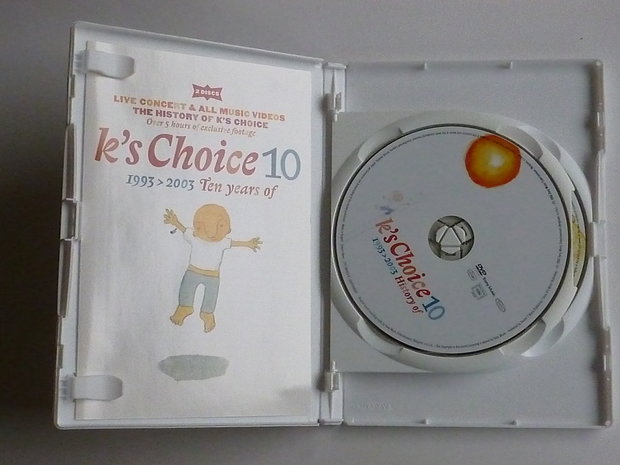 2 DISCS
LIVE CONCERT & ALL MUSIC VIDEOS
THE HISTORY OF K'S CHOICE
Over 5 hours of exclusive footage
k's Choice 10
1993 > 2003 Ten years of
k's Choice 10
1993 > 2003 History of
DVD